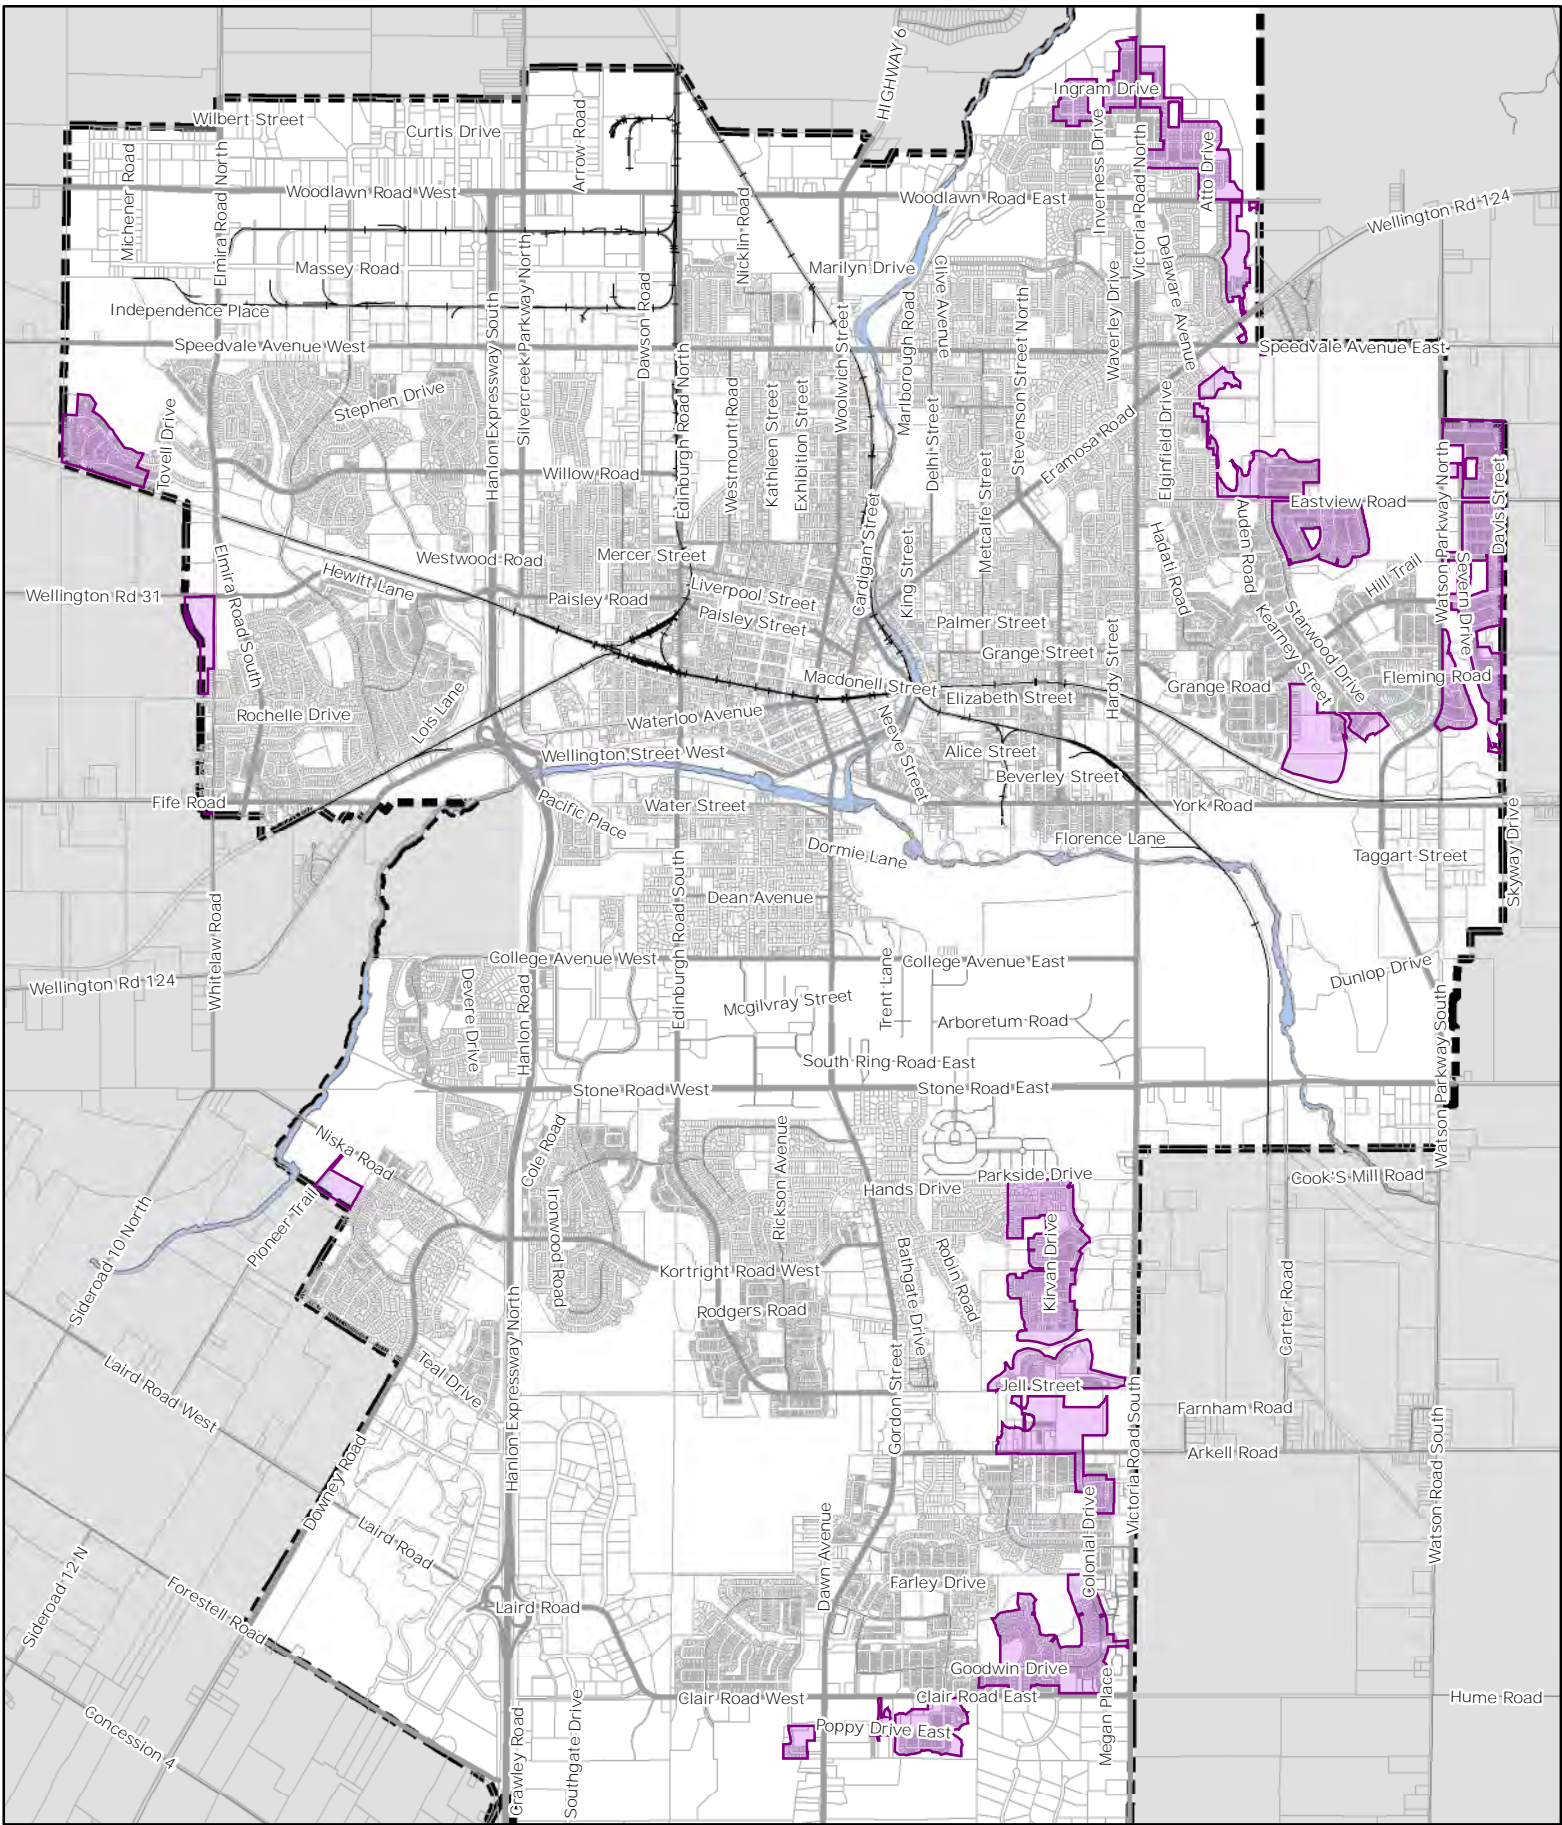 HIGHWAY 6
Ingram Drive
Wilbert Street
Curtis Drive
Arrow Road
Michener Road
Elmira Road North
Inverness Drive
Victoria Road North
Atto Drive
Woodlawn Road West
Woodlawn Road East
Wellington Rd 124
Nicklin Road
Massey Road
Marilyn Drive
Clive Avenue
Delaware Avenue
Independence Place
Hanlon Expressway South
Silvercreek Parkway North
Dawson Road
Edinburgh Road North
Woolwich Street
Marlborough Road
Stevenson Street North
Waverley Drive
Speedvale Avenue West
Speedvale Avenue East
Stephen Drive
Tovell Drive
Westmount Road
Kathleen Street
Exhibition Street
Delhi Street
Metcalfe Street
Eramosa Road
Elginfield Drive
Willow Road
Eastview Road
Watson Parkway North
Davis Street
Auden Road
Hadati Road
Westwood Road
Mercer Street
Cardigan Street
King Street
Hewitt Lane
Elmira Road South
Wellington Rd 31
Paisley Road
Liverpool Street
Paisley Street
Hill Trail
Severn Drive
Kearney Street
Starwood Drive
Palmer Street
Grange Street
Hardy Street
Macdonell Street
Elizabeth Street
Grange Road
Fleming Road
Rochelle Drive
Lois Lane
Waterloo Avenue
Neeve Street
Wellington Street West
Alice Street
Beverley Street
Fife Road
Pacific Place
Water Street
York Road
Skyway Drive
Dormie Lane
Florence Lane
Taggart Street
Whitelaw Road
Edinburgh Road South
Dean Avenue
College Avenue West
College Avenue East
Wellington Rd 124
Devere Drive
Hanlon Road
Mcgilvray Street
Trent Lane
Arboretum Road
Dunlop Drive
Watson Parkway South
South Ring Road East
Stone Road West
Stone Road East
Niska Road
Cole Road
Rickson Avenue
Parkside Drive
Hands Drive
Cook'S Mill Road
Pioneer Trail
Sideroad 10 North
Ironwood Road
Kortright Road West
Bathgate Drive
Robin Road
Kirvan Drive
Carter Road
Rodgers Road
Hanlon Expressway North
Teal Drive
Laird Road West
Gordon Street
Jell Street
Victoria Road South
Farnham Road
Arkell Road
Watson Road South
Downey Road
Laird Road
Colonial Drive
Dawn Avenue
Farley Drive
Sideroad 12 N
Forestell Road
Laird Road
Goodwin Drive
Clair Road West
Clair Road East
Hume Road
Megan Place
Poppy Drive East
Concession 4
Crawley Road
Southgate Drive